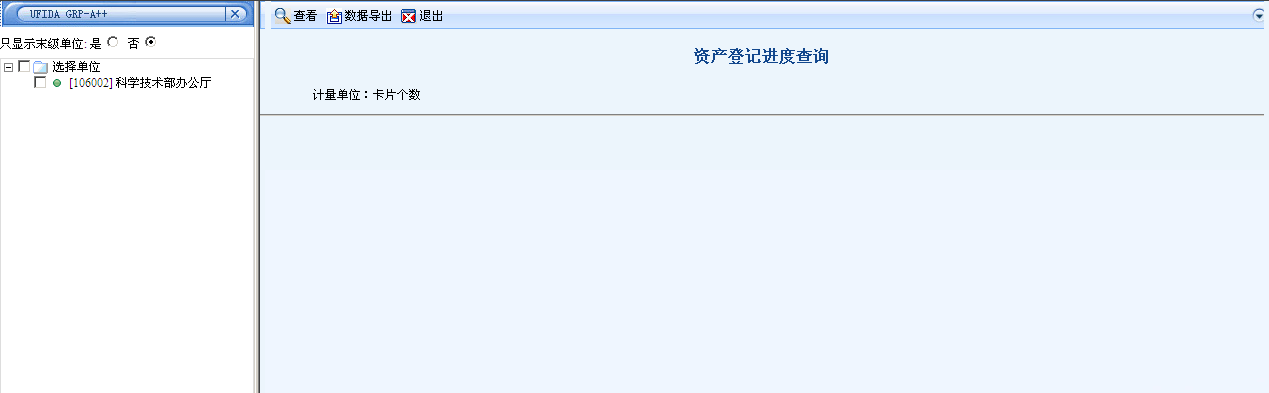 UFIDA GRP-A++
只显示末级单位: 是 否
选择单位
[106002] 科学技术部办公厅
查看 数据导出 退出
资产登记进度查询
计量单位：卡片个数